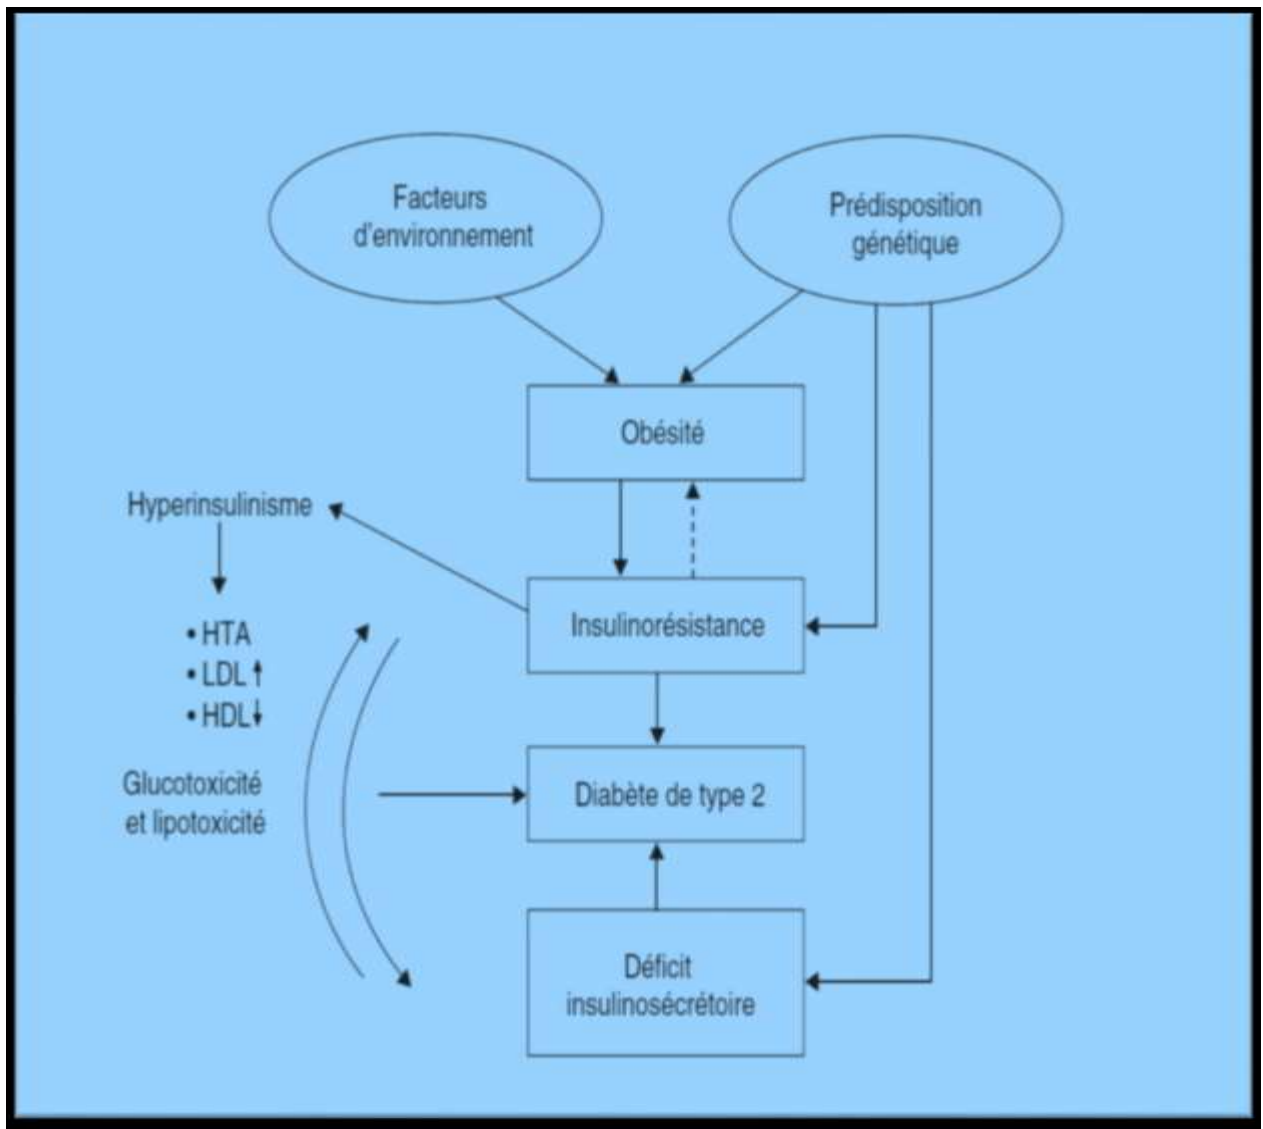 Facteurs
d'environnement
Prédisposition
génétique
Obésité
Hyperinsulinisme
Insulinorésistance
• HTA
• LDL ↑
• HDL ↓
Glucotoxicité
et lipotoxicité
Diabète de type 2
Déficit
insulinosécrétoire